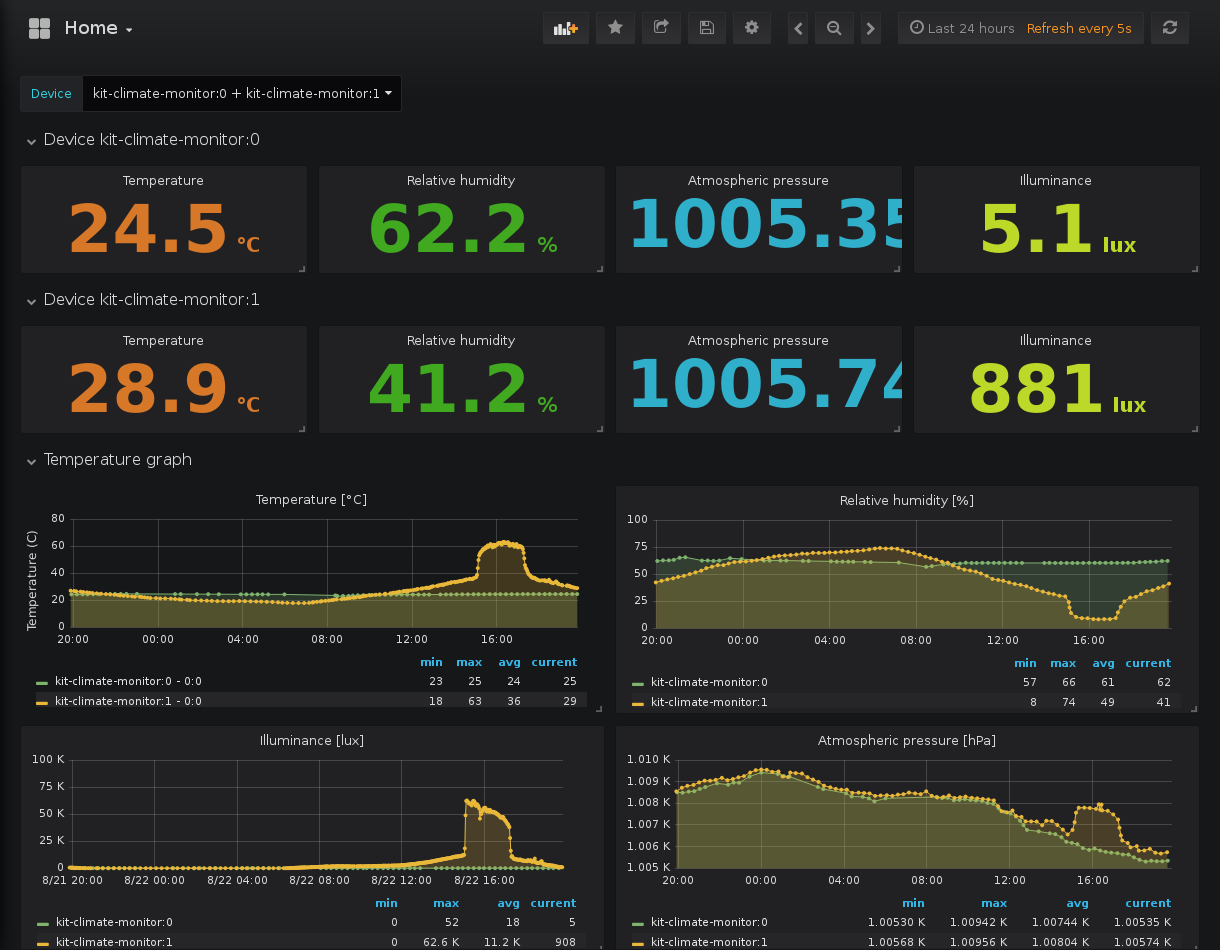 Home
Last 24 hours Refresh every 5s
Device kit-climate-monitor:0 + kit-climate-monitor:1
Device kit-climate-monitor:0
Temperature Relative humidity Atmospheric pressure Illuminance
24.5 °C 62.2 % 1005.35 5.1 lux
Device kit-climate-monitor:1
Temperature Relative humidity Atmospheric pressure Illuminance
28.9 °C 41.2 % 1005.74 881 lux
Temperature graph
Temperature [°C]
Temperature (C)
80
60
40
20
0
20:00 00:00 04:00 08:00 12:00 16:00
min max avg current
kit-climate-monitor:0 - 0:0 23 25 24 25
kit-climate-monitor:1 - 0:0 18 63 36 29
Relative humidity [%]
100
75
50
25
0
20:00 00:00 04:00 08:00 12:00 16:00
min max avg current
kit-climate-monitor:0 57 66 61 62
kit-climate-monitor:1 8 74 49 41
Illuminance [lux]
100 K
75 K
50 K
25 K
0
8/21 20:00 8/22 00:00 8/22 04:00 8/22 08:00 8/22 12:00 8/22 16:00
min max avg current
kit-climate-monitor:0 0 52 18 5
kit-climate-monitor:1 0 62.6 K 11.2 K 908
Atmospheric pressure [hPa]
1.010 K
1.009 K
1.008 K
1.007 K
1.006 K
1.005 K
20:00 00:00 04:00 08:00 12:00 16:00
min max avg current
kit-climate-monitor:0 1.00530 K 1.00942 K 1.00744 K 1.00535 K
kit-climate-monitor:1 1.00568 K 1.00956 K 1.00804 K 1.00574 K